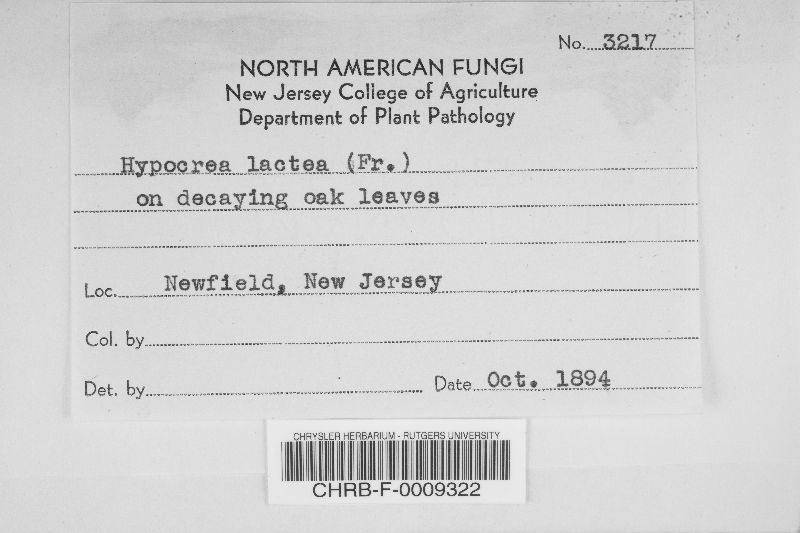 No. 3217
NORTH AMERICAN FUNGI
New Jersey College of Agriculture
Department of Plant Pathology
Hypocrea lactea (Fr.)
on decaying oak leaves
Loc. Newfield, New Jersey
Col. by
Det. by Date Oct. 1894
CHRYSLER HERBARIUM - RUTGERS UNIVERSITY
CHRB-F-0009322